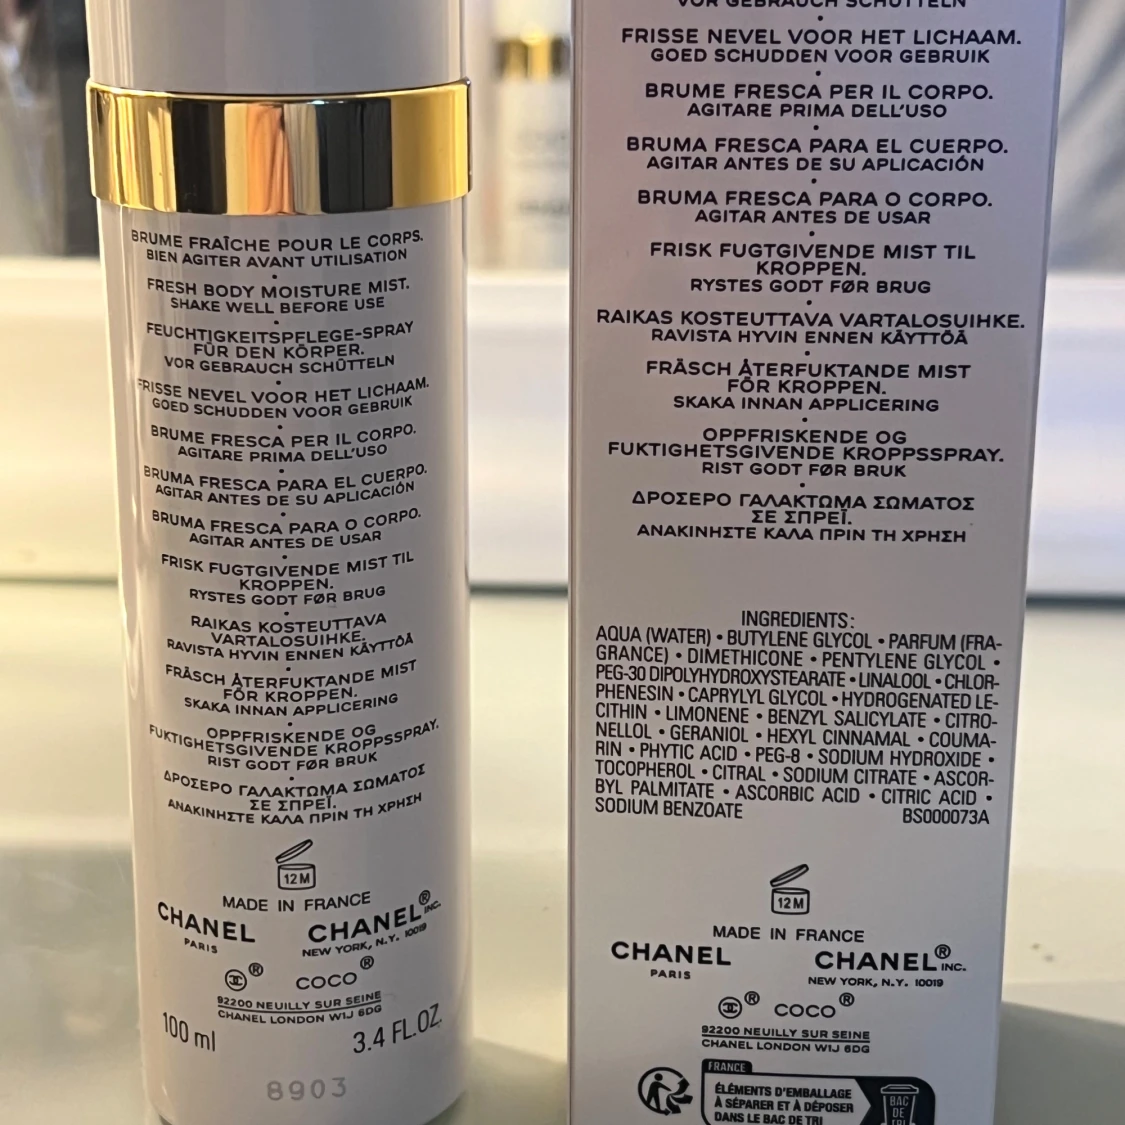 BRUME FRAÎCHE POUR LE CORPS.
BIEN AGITER AVANT UTILISATION
•
FRESH BODY MOISTURE MIST.
SHAKE WELL BEFORE USE
•
FEUCHTIGKEITSPFLEGE-SPRAY
FÜR DEN KÖRPER.
VOR GEBRAUCH SCHÜTTELN
•
FRISSE NEVEL VOOR HET LICHAAM.
GOED SCHUDDEN VOOR GEBRUIK
•
BRUME FRESCA PER IL CORPO.
AGITARE PRIMA DELL'USO
•
BRUMA FRESCA PARA EL CUERPO.
AGITAR ANTES DE SU APLICACIÓN
•
BRUMA FRESCA PARA O CORPO.
AGITAR ANTES DE USAR
•
FRISK FUGTGIVENDE MIST TIL
KROPPEN.
RYSTES GODT FØR BRUG
•
RAIKAS KOSTEUTTAVA
VARTALOSUIHKE.
RAVISTA HYVIN ENNEN KÄYTTÖÄ
•
FRÄSCH ÅTERFUKTANDE MIST
FÖR KROPPEN.
SKAKA INNAN APPLICERING
•
OPPFRISKENDE OG
FUKTIGHETSGIVENDE KROPPSSPRAY.
RIST GODT FØR BRUK
•
ΔΡΟΣΕΡΟ ΓΑΛΑΚΤΩΜΑ ΣΩΜΑΤΟΣ
ΣΕ ΣΠΡΕΪ.
ΑΝΑΚΙΝΗΣΤΕ ΚΑΛΑ ΠΡΙΝ ΤΗ ΧΡΗΣΗ
12 M
MADE IN FRANCE
CHANEL CHANEL® INC.
PARIS NEW YORK, N.Y. 10019
® COCO®
92200 NEUILLY SUR SEINE
CHANEL LONDON W1J 6DG
100 ml 3.4 FL.OZ.
8903
VOR GEBRAUCH SCHÜTTELN
•
FRISSE NEVEL VOOR HET LICHAAM.
GOED SCHUDDEN VOOR GEBRUIK
•
BRUME FRESCA PER IL CORPO.
AGITARE PRIMA DELL'USO
•
BRUMA FRESCA PARA EL CUERPO.
AGITAR ANTES DE SU APLICACIÓN
•
BRUMA FRESCA PARA O CORPO.
AGITAR ANTES DE USAR
•
FRISK FUGTGIVENDE MIST TIL
KROPPEN.
RYSTES GODT FØR BRUG
•
RAIKAS KOSTEUTTAVA VARTALOSUIHKE.
RAVISTA HYVIN ENNEN KÄYTTÖÄ
•
FRÄSCH ÅTERFUKTANDE MIST
FÖR KROPPEN.
SKAKA INNAN APPLICERING
•
OPPFRISKENDE OG
FUKTIGHETSGIVENDE KROPPSSPRAY.
RIST GODT FØR BRUK
•
ΔΡΟΣΕΡΟ ΓΑΛΑΚΤΩΜΑ ΣΩΜΑΤΟΣ
ΣΕ ΣΠΡΕΪ.
ΑΝΑΚΙΝΗΣΤΕ ΚΑΛΑ ΠΡΙΝ ΤΗ ΧΡΗΣΗ
INGREDIENTS:
AQUA (WATER) • BUTYLENE GLYCOL • PARFUM (FRA-
GRANCE) • DIMETHICONE • PENTYLENE GLYCOL •
PEG-30 DIPOLYHYDROXYSTEARATE • LINALOOL • CHLOR-
PHENESIN • CAPRYLYL GLYCOL • HYDROGENATED LE-
CITHIN • LIMONENE • BENZYL SALICYLATE • CITRO-
NELLOL • GERANIOL • HEXYL CINNAMAL • COUMA-
RIN • PHYTIC ACID • PEG-8 • SODIUM HYDROXIDE •
TOCOPHEROL • CITRAL • SODIUM CITRATE • ASCOR-
BYL PALMITATE • ASCORBIC ACID • CITRIC ACID •
SODIUM BENZOATE BS000073A
12 M
MADE IN FRANCE
CHANEL CHANEL® INC.
PARIS NEW YORK, N.Y. 10019
® COCO®
92200 NEUILLY SUR SEINE
CHANEL LONDON W1J 6DG
FRANCE
ÉLÉMENTS D'EMBALLAGE
À SÉPARER ET À DÉPOSER
DANS LE BAC DE TRI
BAC
DE
TRI